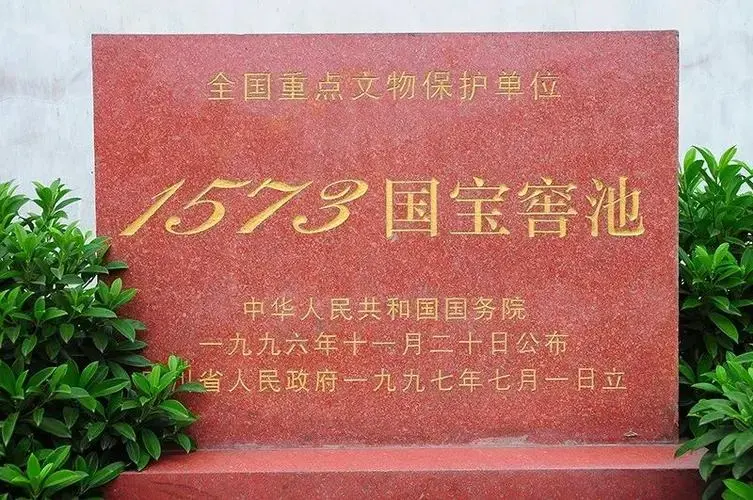 全国重点文物保护单位
1573国宝窖池
中华人民共和国国务院
一九九六年十一月二十日公布
川省人民政府一九九七年七月一日立